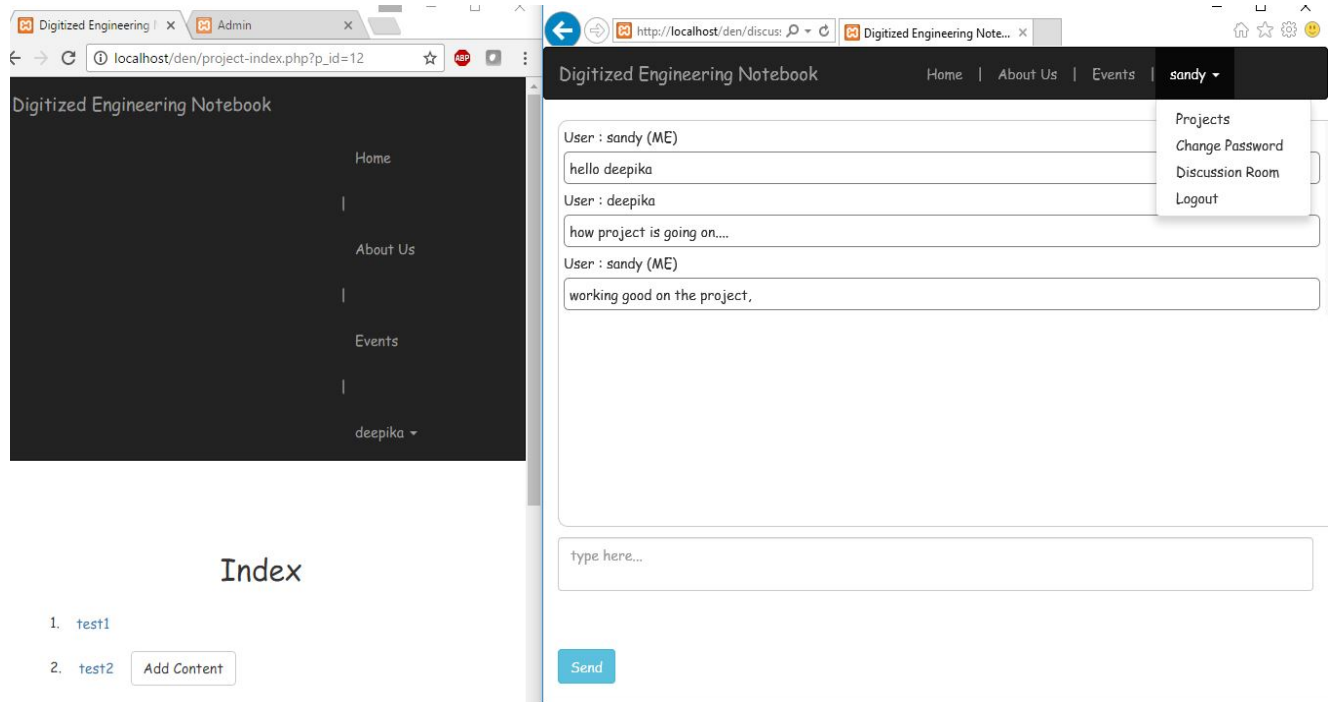 Digitized Engineering
Admin
localhost/den/project-index.php?p_id=12
ABP
Digitized Engineering Notebook
Home
|
About Us
|
Events
|
deepika
Index
1. test1
2. test2 Add Content
http://localhost/den/discus
Digitized Engineering Note...
Digitized Engineering Notebook Home | About Us | Events | sandy
Projects
Change Password
Discussion Room
Logout
User : sandy (ME)
hello deepika
User : deepika
how project is going on....
User : sandy (ME)
working good on the project,
type here...
Send